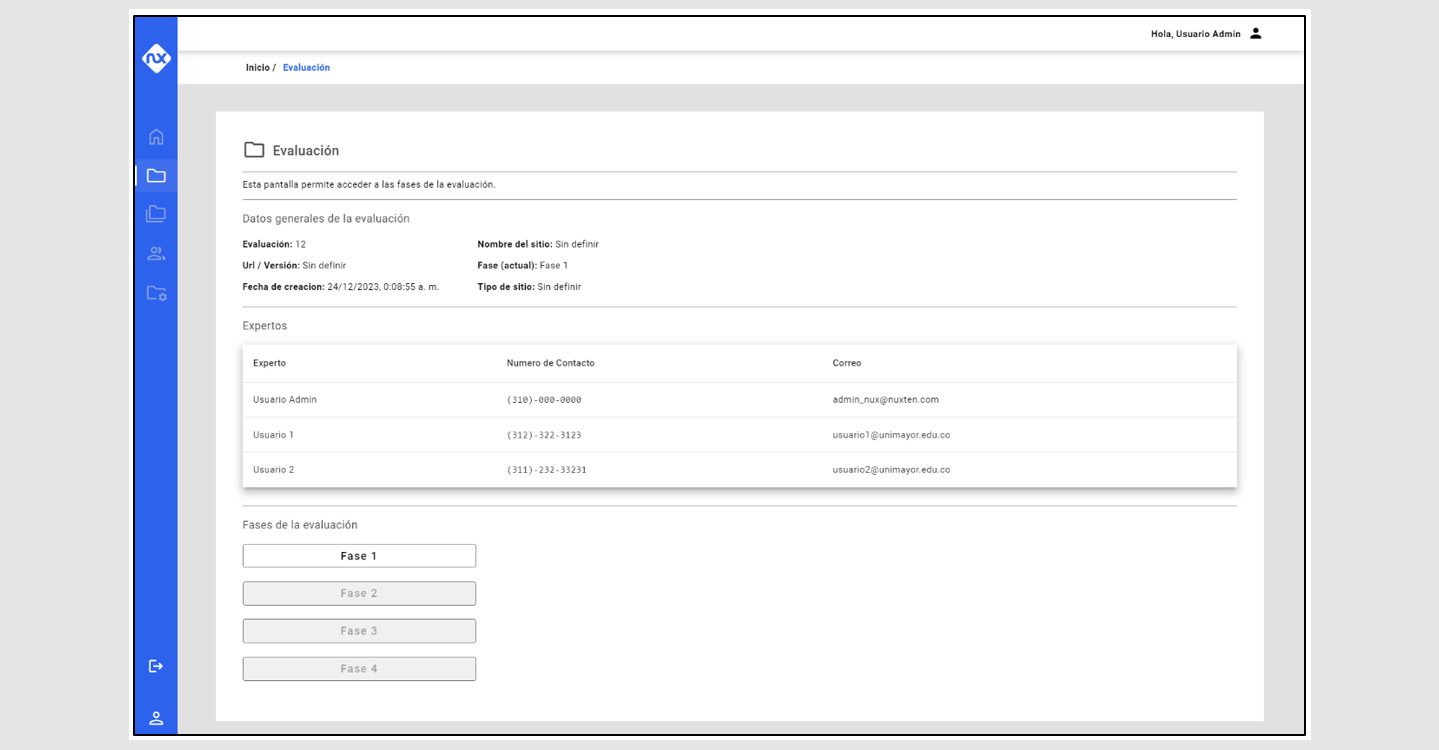 Hola, Usuario Admin
nx
Inicio / Evaluación
Evaluación
Esta pantalla permite acceder a las fases de la evaluación.
Datos generales de la evaluación
Evaluación: 12 Nombre del sitio: Sin definir
Url / Versión: Sin definir Fase (actual): Fase 1
Fecha de creacion: 24/12/2023, 0:08:55 a. m. Tipo de sitio: Sin definir
Expertos
Experto Numero de Contacto Correo
Usuario Admin (310)-000-0000 admin_nux@nuxten.com
Usuario 1 (312)-322-3123 usuario1@unimayor.edu.co
Usuario 2 (311)-232-33231 usuario2@unimayor.edu.co
Fases de la evaluación
Fase 1
Fase 2
Fase 3
Fase 4